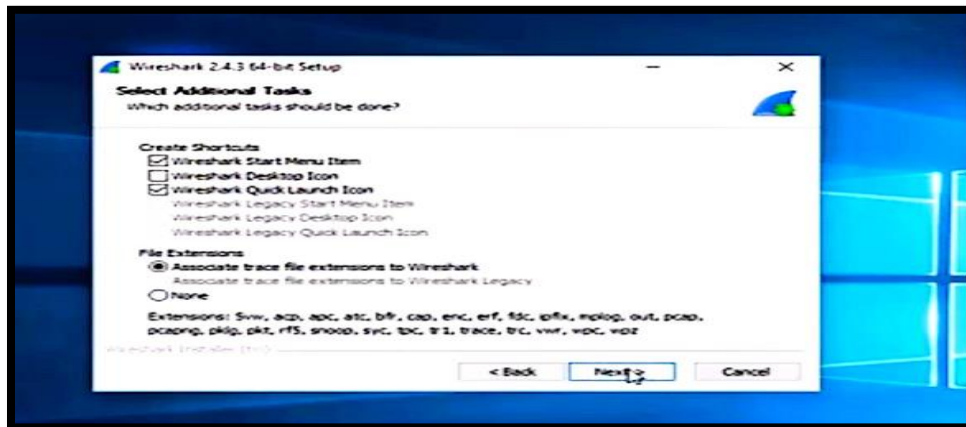 Wireshark 2.4.3 64-bit Setup
Select Additional Tasks
Which additional tasks should be done?
Create Shortcuts
Wireshark Start Menu Item
Wireshark Desktop Icon
Wireshark Quick Launch Icon
Wireshark Legacy Start Menu Item
Wireshark Legacy Desktop Icon
Wireshark Legacy Quick Launch Icon
File Extensions
Associate trace file extensions to Wireshark
Associate trace file extensions to Wireshark Legacy
None
Extensions: 5vw, acp, apc, atc, bfr, cap, enc, erf, fdc, ipfix, mplog, out, pcap,
pcapng, pklg, pkt, rf5, snoop, syc, tpc, tr1, trace, trc, vwr, wpc, wpz
Wireshark Installer (tm)
< Back Next > Cancel